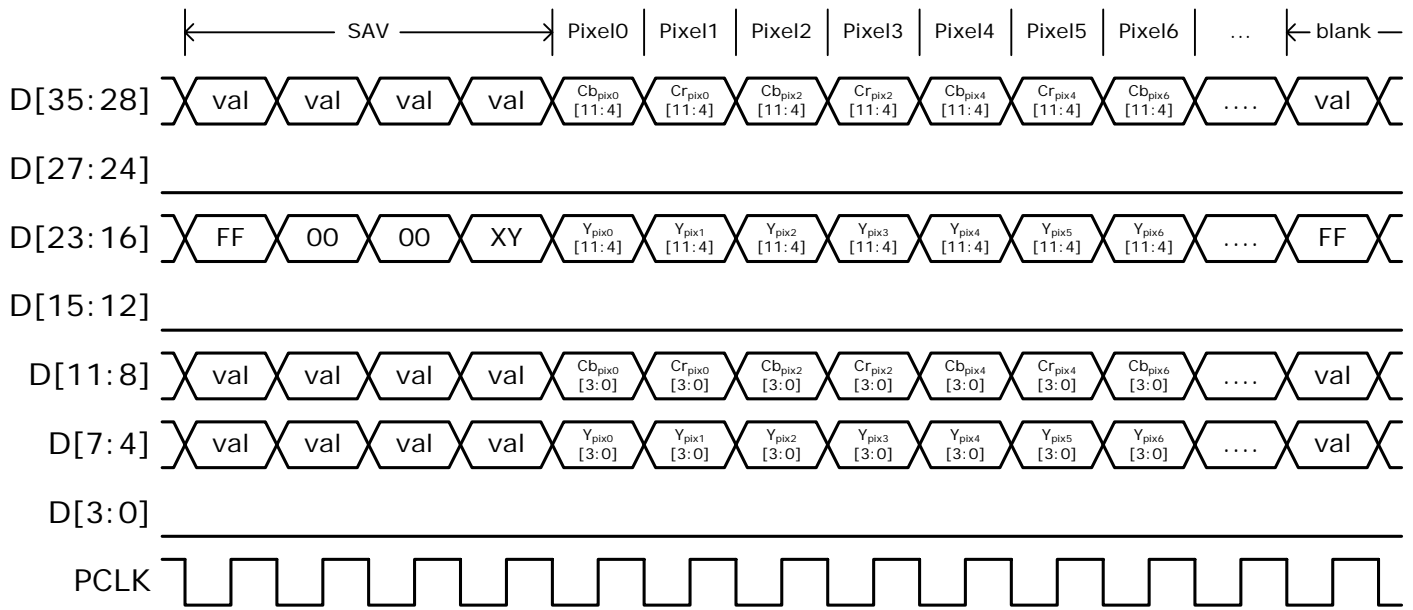 SAV Pixel0 Pixel1 Pixel2 Pixel3 Pixel4 Pixel5 Pixel6 ... blank
D[35:28] val val val val Cbpix0 [11:4] Crpix0 [11:4] Cbpix2 [11:4] Crpix2 [11:4] Cbpix4 [11:4] Crpix4 [11:4] Cbpix6 [11:4] .... val
D[27:24]
D[23:16] FF 00 00 XY Ypix0 [11:4] Ypix1 [11:4] Ypix2 [11:4] Ypix3 [11:4] Ypix4 [11:4] Ypix5 [11:4] Ypix6 [11:4] .... FF
D[15:12]
D[11:8] val val val val Cbpix0 [3:0] Crpix0 [3:0] Cbpix2 [3:0] Crpix2 [3:0] Cbpix4 [3:0] Crpix4 [3:0] Cbpix6 [3:0] .... val
D[7:4] val val val val Ypix0 [3:0] Ypix1 [3:0] Ypix2 [3:0] Ypix3 [3:0] Ypix4 [3:0] Ypix5 [3:0] Ypix6 [3:0] .... val
D[3:0]
PCLK